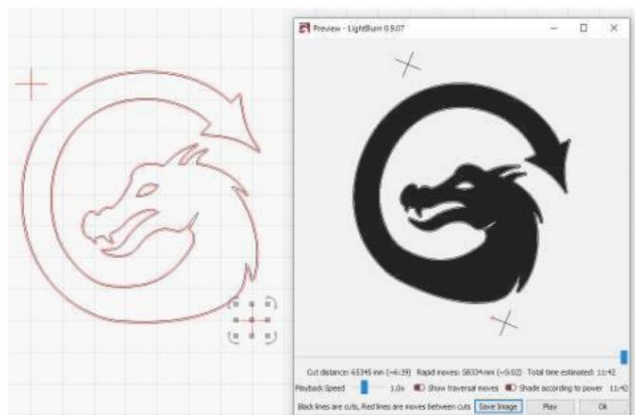 Preview - LightBurn 0.9.07
Cut distance: 65345 mm (~6:39) Rapid moves: 58334 mm (~5:02) Total time estimated: 11:42
Playback Speed 1.0x Show traversal moves Shade according to power 11:42
Black lines are cuts, Red lines are moves between cuts Save Image Play Ok